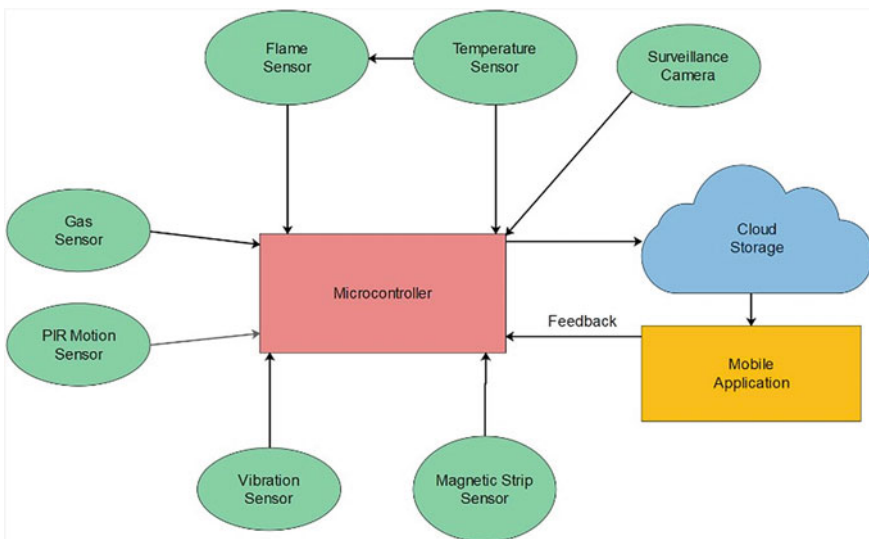 Flame
Sensor
Temperature
Sensor
Surveillance
Camera
Gas
Sensor
Cloud
Storage
Microcontroller
Feedback
PIR Motion
Sensor
Mobile
Application
Vibration
Sensor
Magnetic Strip
Sensor